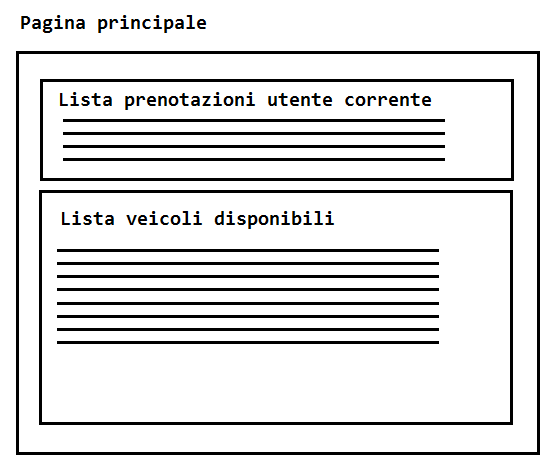 Pagina principale
Lista prenotazioni utente corrente
Lista veicoli disponibili